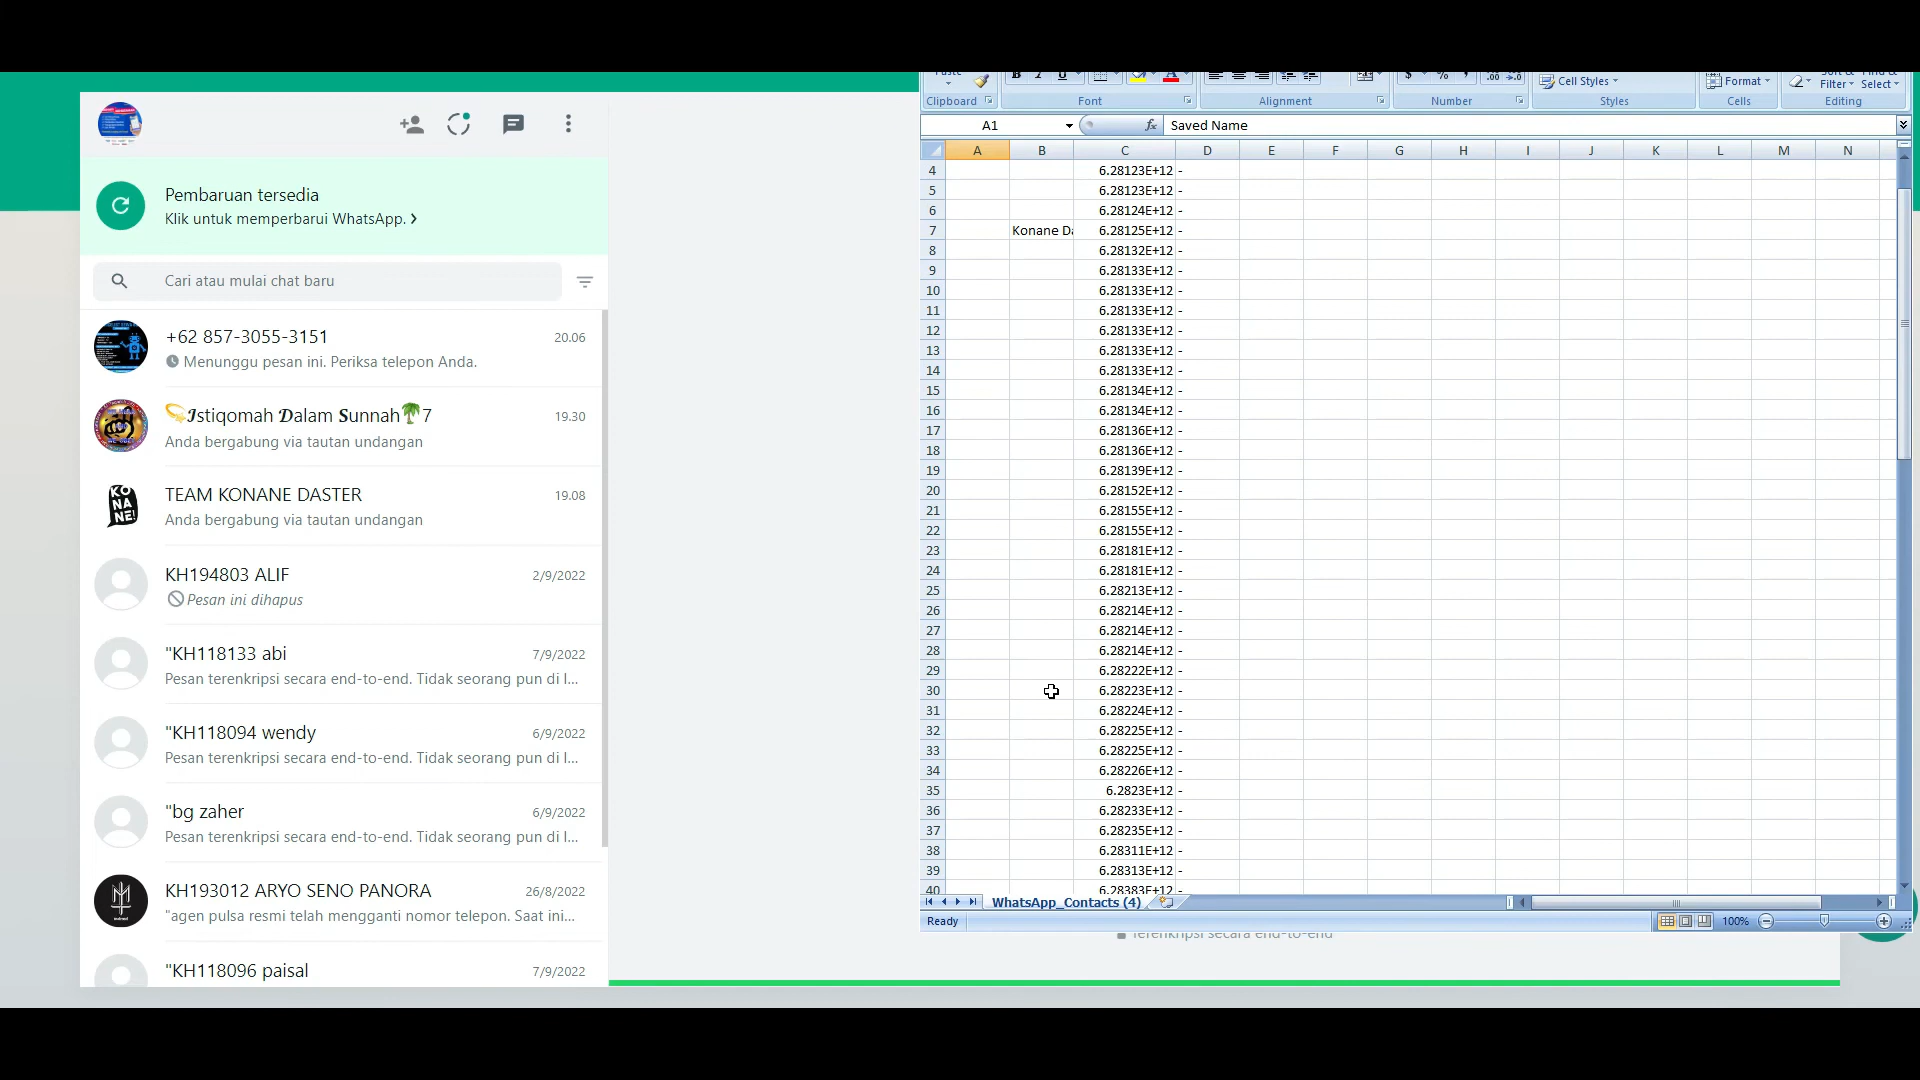 Pembaruan tersedia
Klik untuk memperbarui WhatsApp.
Cari atau mulai chat baru
+62 857-3055-3151 20.06
Menunggu pesan ini. Periksa telepon Anda.
💫𝑰stiqomah 𝑫alam 𝐒unnah🌴7 19.30
Anda bergabung via tautan undangan
KO
NA
NE!
TEAM KONANE DASTER 19.08
Anda bergabung via tautan undangan
KH194803 ALIF 2/9/2022
Pesan ini dihapus
"KH118133 abi 7/9/2022
Pesan terenkripsi secara end-to-end. Tidak seorang pun di l...
"KH118094 wendy 6/9/2022
Pesan terenkripsi secara end-to-end. Tidak seorang pun di l...
"bg zaher 6/9/2022
Pesan terenkripsi secara end-to-end. Tidak seorang pun di l...
KH193012 ARYO SENO PANORA 26/8/2022
"agen pulsa resmi telah mengganti nomor telepon. Saat ini...
"KH118096 paisal 7/9/2022
Cell Styles Format Filter Select
Clipboard Font Alignment Number Styles Cells Editing
A1 fx Saved Name
A B C D E F G H I J K L M N
4 6.28123E+12 -
5 6.28123E+12 -
6 6.28124E+12 -
7 Konane Da 6.28125E+12 -
8 6.28132E+12 -
9 6.28133E+12 -
10 6.28133E+12 -
11 6.28133E+12 -
12 6.28133E+12 -
13 6.28133E+12 -
14 6.28133E+12 -
15 6.28134E+12 -
16 6.28134E+12 -
17 6.28136E+12 -
18 6.28136E+12 -
19 6.28139E+12 -
20 6.28152E+12 -
21 6.28155E+12 -
22 6.28155E+12 -
23 6.28181E+12 -
24 6.28181E+12 -
25 6.28213E+12 -
26 6.28214E+12 -
27 6.28214E+12 -
28 6.28214E+12 -
29 6.28222E+12 -
30 6.28223E+12 -
31 6.28224E+12 -
32 6.28225E+12 -
33 6.28225E+12 -
34 6.28226E+12 -
35 6.2823E+12 -
36 6.28233E+12 -
37 6.28235E+12 -
38 6.28311E+12 -
39 6.28313E+12 -
40 6.28383E+12 -
WhatsApp_Contacts (4)
Ready 100%
Terenkripsi secara end-to-end